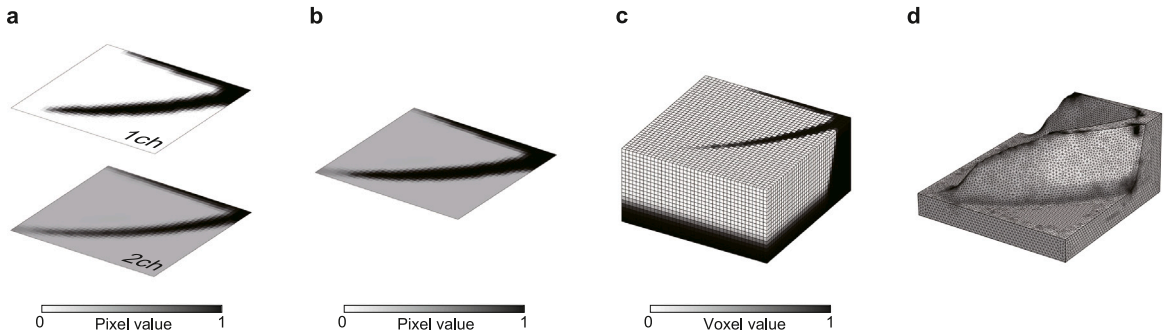 a
b
c
d
1ch
2ch
0 Pixel value 1
0 Pixel value 1
0 Voxel value 1